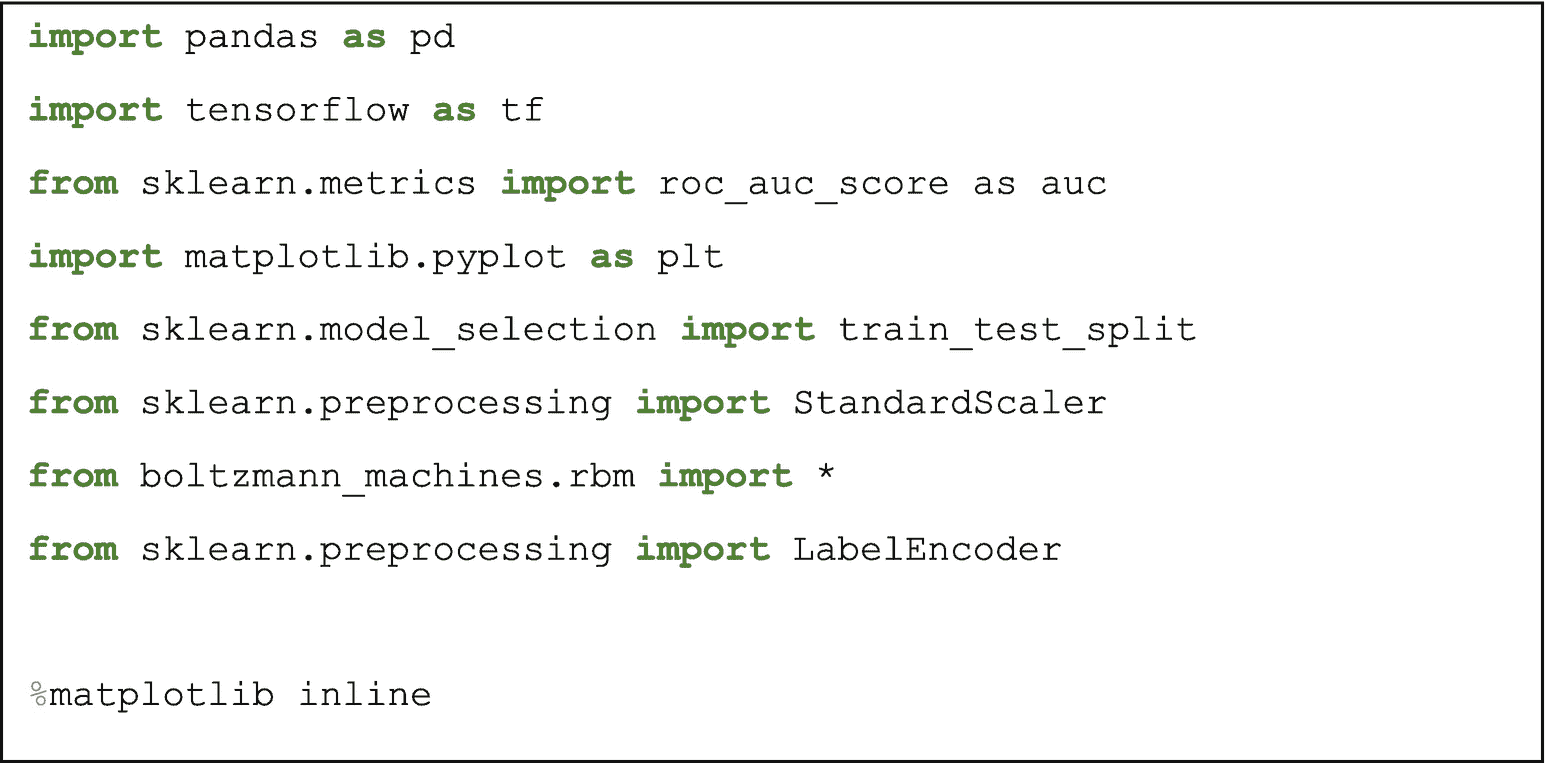 import pandas as pd
import tensorflow as tf
from sklearn.metrics import roc_auc_score as auc
import matplotlib.pyplot as plt
from sklearn.model_selection import train_test_split
from sklearn.preprocessing import StandardScaler
from boltzmann_machines.rbm import *
from sklearn.preprocessing import LabelEncoder
%matplotlib inline